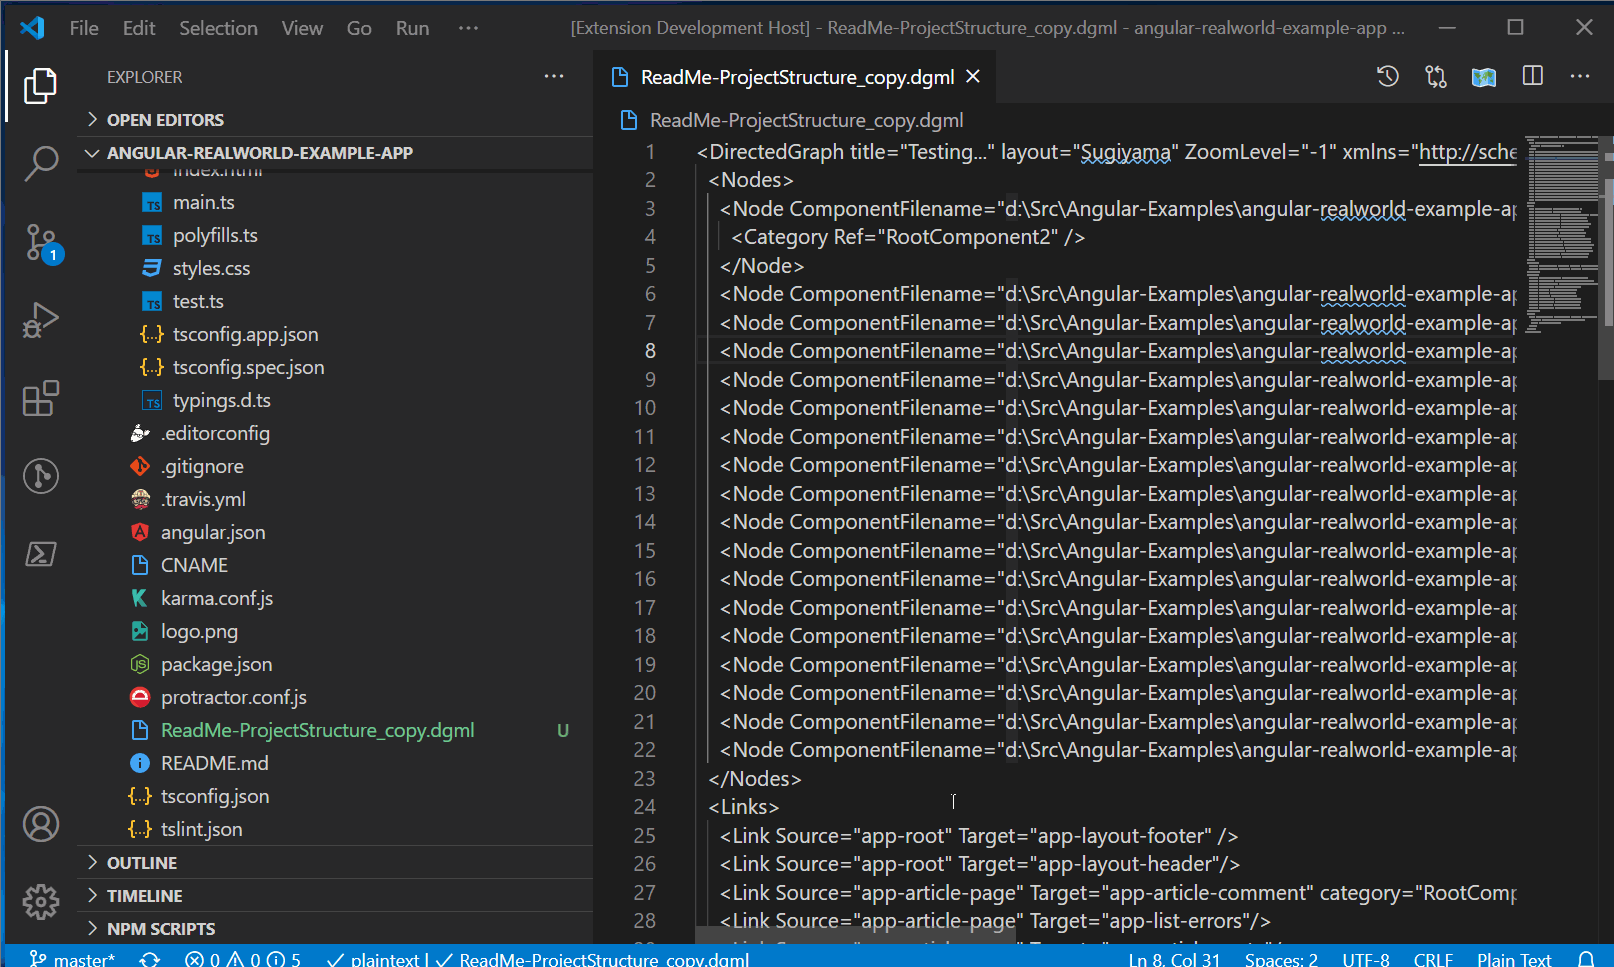 File Edit Selection View Go Run ··· [Extension Development Host] - ReadMe-ProjectStructure_copy.dgml - angular-realworld-example-app ...
EXPLORER
OPEN EDITORS
ANGULAR-REALWORLD-EXAMPLE-APP
index.html
TS main.ts
TS polyfills.ts
styles.css
TS test.ts
{..} tsconfig.app.json
{..} tsconfig.spec.json
TS typings.d.ts
.editorconfig
.gitignore
.travis.yml
angular.json
CNAME
karma.conf.js
logo.png
package.json
protractor.conf.js
ReadMe-ProjectStructure_copy.dgml U
README.md
{..} tsconfig.json
{..} tslint.json
OUTLINE
TIMELINE
NPM SCRIPTS
1
ReadMe-ProjectStructure_copy.dgml
ReadMe-ProjectStructure_copy.dgml
1 <DirectedGraph title="Testing..." layout="Sugiyama" ZoomLevel="-1" xmlns="http://sche
2 <Nodes>
3 <Node ComponentFilename="d:\Src\Angular-Examples\angular-realworld-example-ap
4 <Category Ref="RootComponent2" />
5 </Node>
6 <Node ComponentFilename="d:\Src\Angular-Examples\angular-realworld-example-ap
7 <Node ComponentFilename="d:\Src\Angular-Examples\angular-realworld-example-ap
8 <Node ComponentFilename="d:\Src\Angular-Examples\angular-realworld-example-ap
9 <Node ComponentFilename="d:\Src\Angular-Examples\angular-realworld-example-ap
10 <Node ComponentFilename="d:\Src\Angular-Examples\angular-realworld-example-ap
11 <Node ComponentFilename="d:\Src\Angular-Examples\angular-realworld-example-ap
12 <Node ComponentFilename="d:\Src\Angular-Examples\angular-realworld-example-ap
13 <Node ComponentFilename="d:\Src\Angular-Examples\angular-realworld-example-ap
14 <Node ComponentFilename="d:\Src\Angular-Examples\angular-realworld-example-ap
15 <Node ComponentFilename="d:\Src\Angular-Examples\angular-realworld-example-ap
16 <Node ComponentFilename="d:\Src\Angular-Examples\angular-realworld-example-ap
17 <Node ComponentFilename="d:\Src\Angular-Examples\angular-realworld-example-ap
18 <Node ComponentFilename="d:\Src\Angular-Examples\angular-realworld-example-ap
19 <Node ComponentFilename="d:\Src\Angular-Examples\angular-realworld-example-ap
20 <Node ComponentFilename="d:\Src\Angular-Examples\angular-realworld-example-ap
21 <Node ComponentFilename="d:\Src\Angular-Examples\angular-realworld-example-ap
22 <Node ComponentFilename="d:\Src\Angular-Examples\angular-realworld-example-ap
23 </Nodes>
24 <Links>
25 <Link Source="app-root" Target="app-layout-footer" />
26 <Link Source="app-root" Target="app-layout-header"/>
27 <Link Source="app-article-page" Target="app-article-comment" category="RootComp
28 <Link Source="app-article-page" Target="app-list-errors"/>
master* 0 0 5 plaintext | ReadMe-ProjectStructure_copy.dgml Ln 8, Col 31 Spaces: 2 UTF-8 CRLF Plain Text